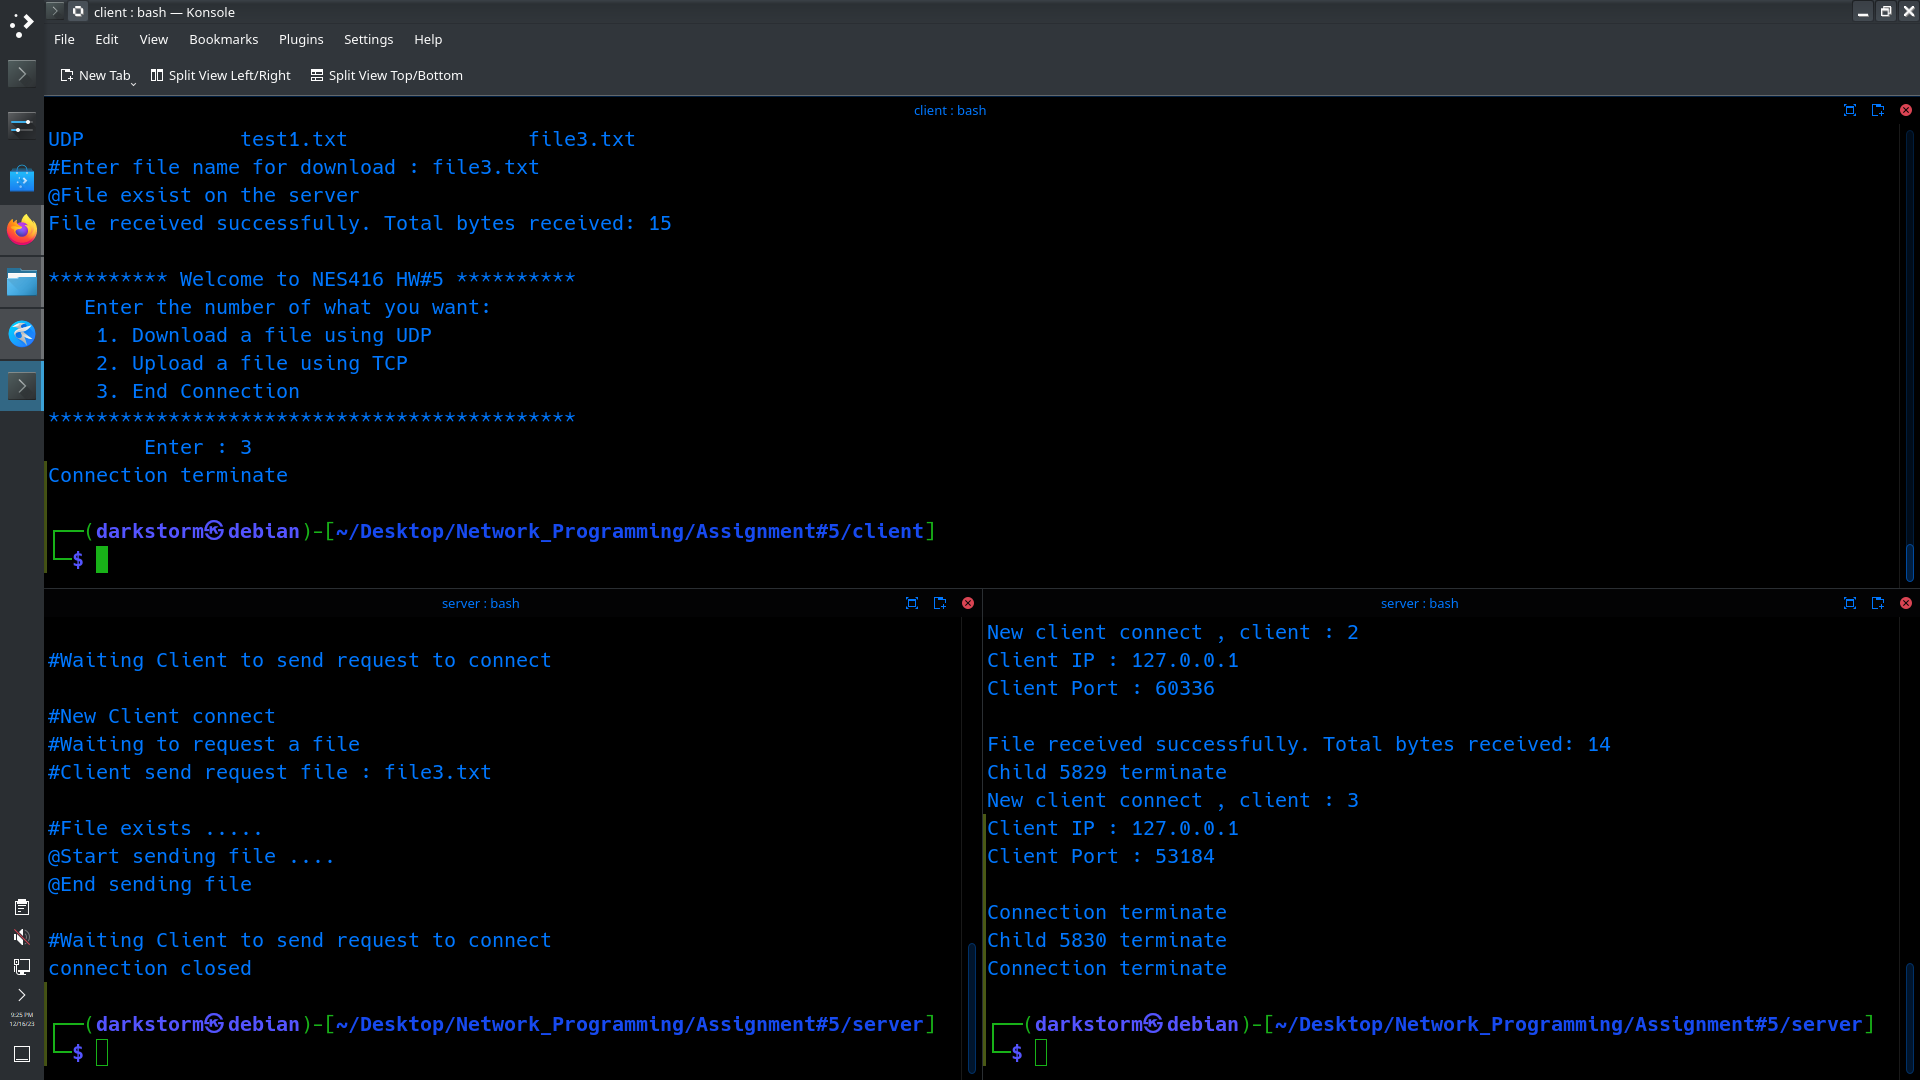 client : bash — Konsole
File Edit View Bookmarks Plugins Settings Help
New Tab Split View Left/Right Split View Top/Bottom
client : bash
UDP test1.txt file3.txt
#Enter file name for download : file3.txt
@File exsist on the server
File received successfully. Total bytes received: 15
********** Welcome to NES416 HW#5 **********
Enter the number of what you want:
1. Download a file using UDP
2. Upload a file using TCP
3. End Connection
********************************************
Enter : 3
Connection terminate
┌──(darkstorm㉿debian)-[~/Desktop/Network_Programming/Assignment#5/client]
└─$
server : bash
#Waiting Client to send request to connect
#New Client connect
#Waiting to request a file
#Client send request file : file3.txt
#File exists .....
@Start sending file ....
@End sending file
#Waiting Client to send request to connect
connection closed
┌──(darkstorm㉿debian)-[~/Desktop/Network_Programming/Assignment#5/server]
└─$
server : bash
New client connect , client : 2
Client IP : 127.0.0.1
Client Port : 60336
File received successfully. Total bytes received: 14
Child 5829 terminate
New client connect , client : 3
Client IP : 127.0.0.1
Client Port : 53184
Connection terminate
Child 5830 terminate
Connection terminate
┌──(darkstorm㉿debian)-[~/Desktop/Network_Programming/Assignment#5/server]
└─$
9:25 PM
12/16/23